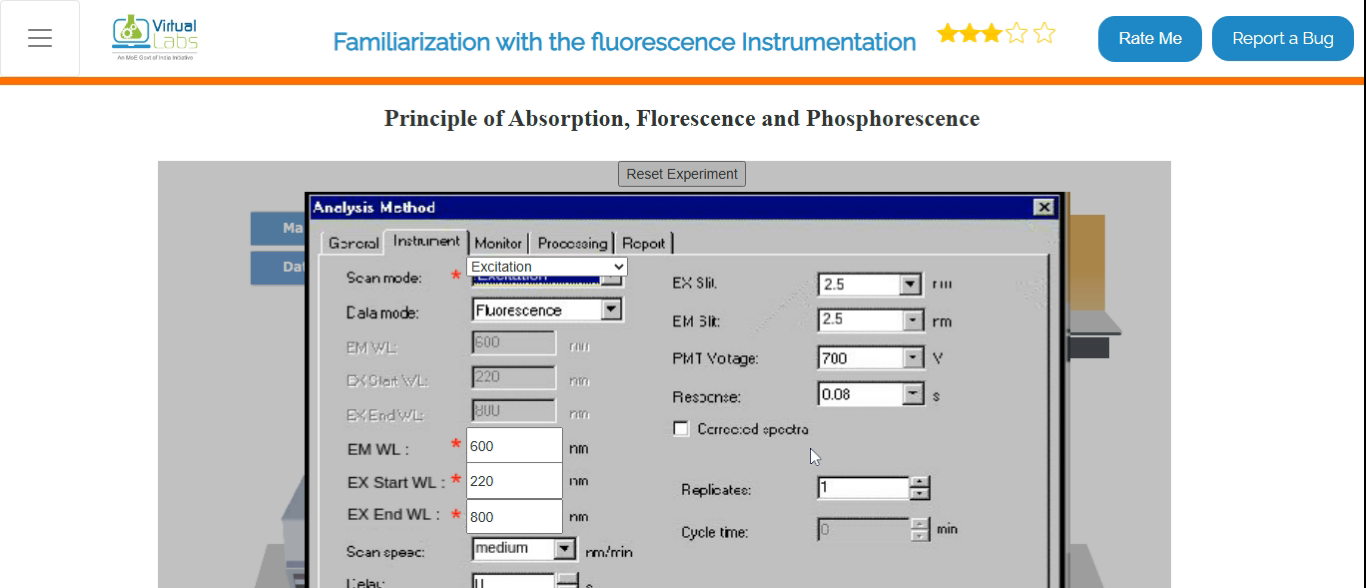 Virtual
Labs
An MoE Govt of India Initiative
Familiarization with the fluorescence Instrumentation
Rate Me
Report a Bug
Principle of Absorption, Florescence and Phosphorescence
Reset Experiment
Analysis Method
Ma
Dat
General Instrument Monitor Processing Report
Scan mode: * Excitation
Excitation
Data mode: Fluorescence
EM WL: 600 nm
EX Start WL: 220 nm
EX End WL: 800 nm
EM WL : * 600 nm
EX Start WL : * 220 nm
EX End WL : * 800 nm
Scan speed: medium nm/min
Delay: 0 s
EX Slit: 2.5 nm
EM Slit: 2.5 nm
PMT Voltage: 700 V
Response: 0.08 s
Corrected spectra
Replicates: 1
Cycle time: 0 min